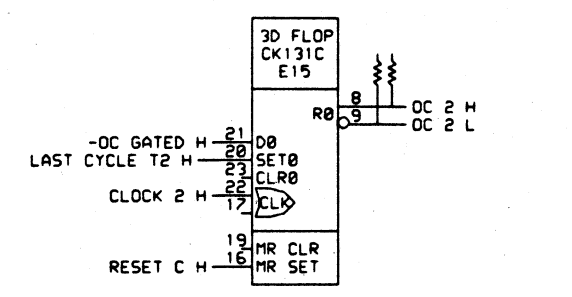 3D FLOP
CK131C
E15
8 OC 2 H
R0 9 OC 2 L
-OC GATED H 21 D0
LAST CYCLE T2 H 20 SET0
23 CLR0
CLOCK 2 H 22 CLK
17
19 MR CLR
RESET C H 16 MR SET